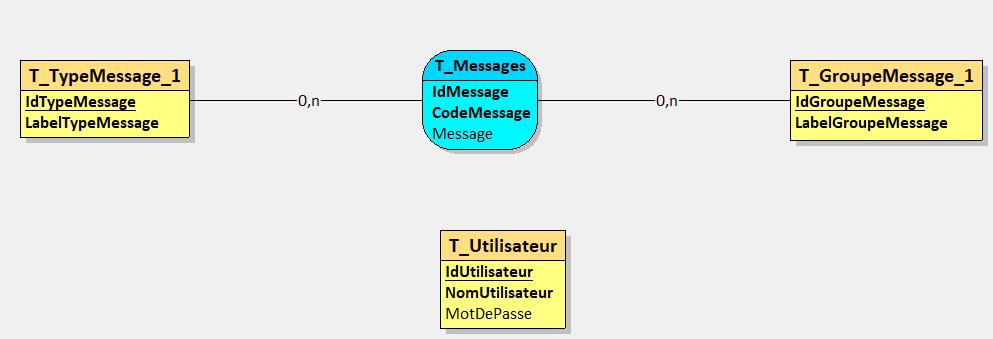 T_TypeMessage_1
IdTypeMessage
LabelTypeMessage
0,n
T_Messages
IdMessage
CodeMessage
Message
0,n
T_GroupeMessage_1
IdGroupeMessage
LabelGroupeMessage
T_Utilisateur
IdUtilisateur
NomUtilisateur
MotDePasse